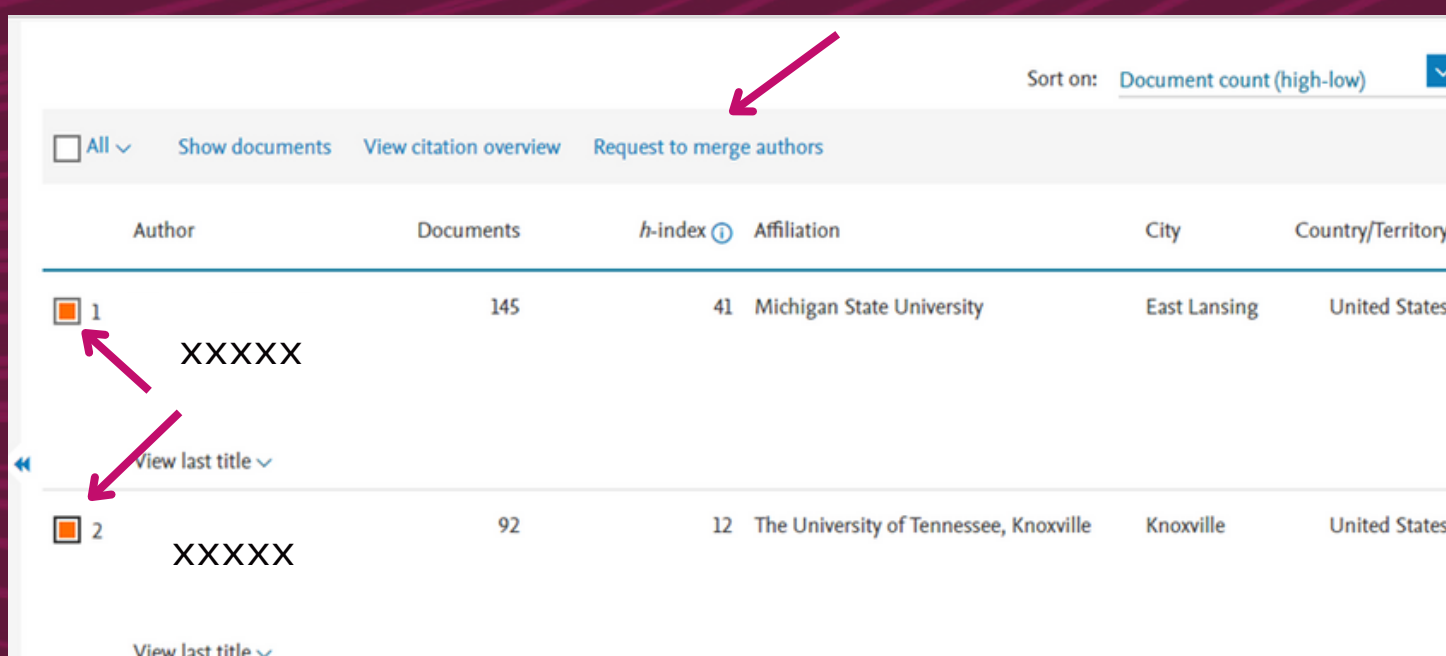 Sort on: Document count (high-low)
All Show documents View citation overview Request to merge authors
Author Documents h-index Affiliation City Country/Territory
1 145 41 Michigan State University East Lansing United States
xxxxx
View last title
2 92 12 The University of Tennessee, Knoxville Knoxville United States
xxxxx
View last title